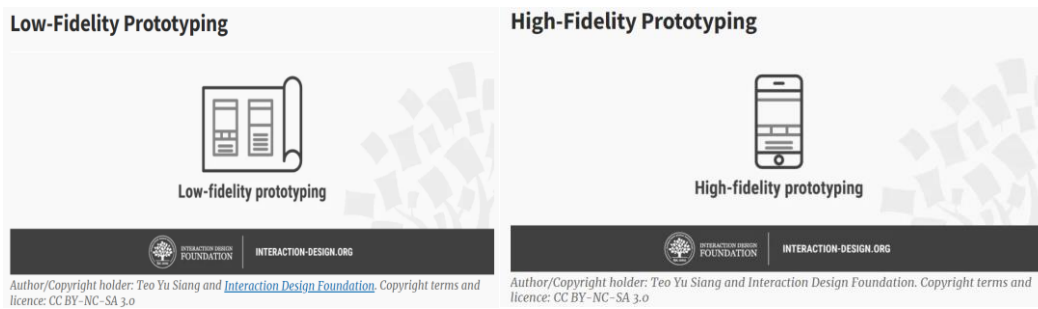 Low-Fidelity Prototyping
Low-fidelity prototyping
INTERACTION DESIGN
FOUNDATION
INTERACTION-DESIGN.ORG
Author/Copyright holder: Teo Yu Siang and Interaction Design Foundation. Copyright terms and
licence: CC BY-NC-SA 3.0
High-Fidelity Prototyping
High-fidelity prototyping
INTERACTION DESIGN
FOUNDATION
INTERACTION-DESIGN.ORG
Author/Copyright holder: Teo Yu Siang and Interaction Design Foundation. Copyright terms and
licence: CC BY-NC-SA 3.0